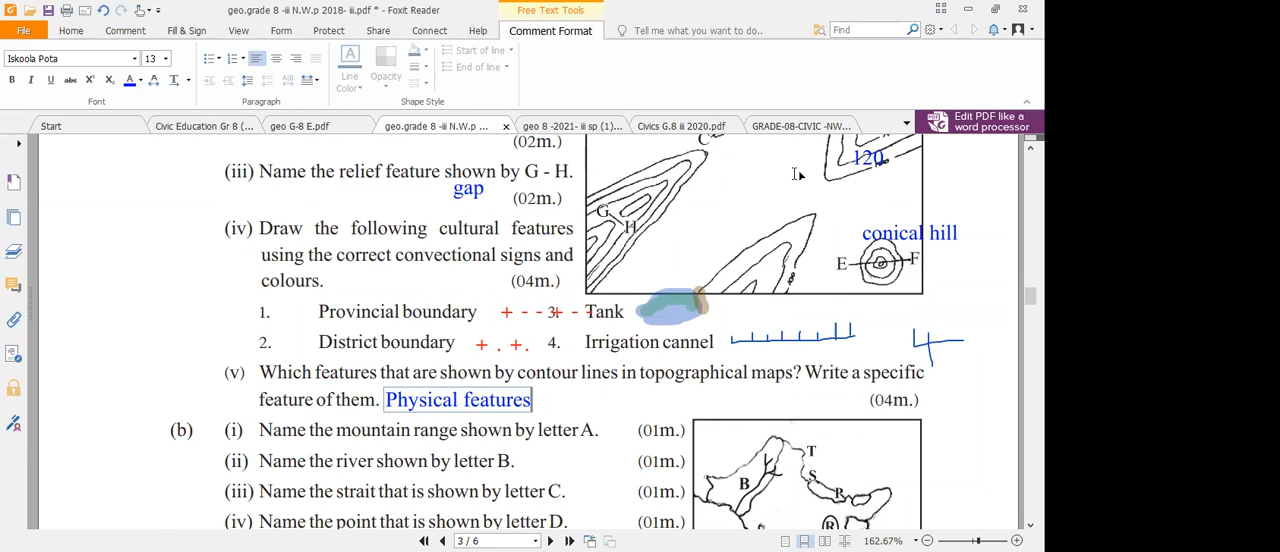 geo.grade 8 -ii N.W.p 2018- ii.pdf * - Foxit Reader
Free Text Tools
File
Home
Comment
Fill & Sign
Form
Protect
Share
Connect
Help
Comment Format
Tell me what you want to do...
Find
Iskoola Pota
13
Line Color
Opacity
Start of line
End of line
B I U abc X² X₂ A A T
Font
Paragraph
Shape Style
Start
Civic Education Gr 8 (...
geo G-8 E.pdf
geo.grade 8 -ii N.W.p ...
geo 8 -2021- ii sp (1)...
Civics G.8 ii 2020.pdf
GRADE-08-CIVIC -NW...
Edit PDF like a word processor
(02m.)
C
120
(iii) Name the relief feature shown by G - H.
gap
(02m.)
G
H
(iv) Draw the following cultural features
using the correct convectional signs and
colours. (04m.)
conical hill
E F
1. Provincial boundary + - - + - - 3. Tank
2. District boundary + . +. 4. Irrigation cannel
(v) Which features that are shown by contour lines in topographical maps? Write a specific
feature of them. Physical features (04m.)
(b) (i) Name the mountain range shown by letter A. (01m.)
(ii) Name the river shown by letter B. (01m.)
(iii) Name the strait that is shown by letter C. (01m.)
(iv) Name the point that is shown by letter D. (01m.)
T
S
B
P
R
3 / 6
162.67%